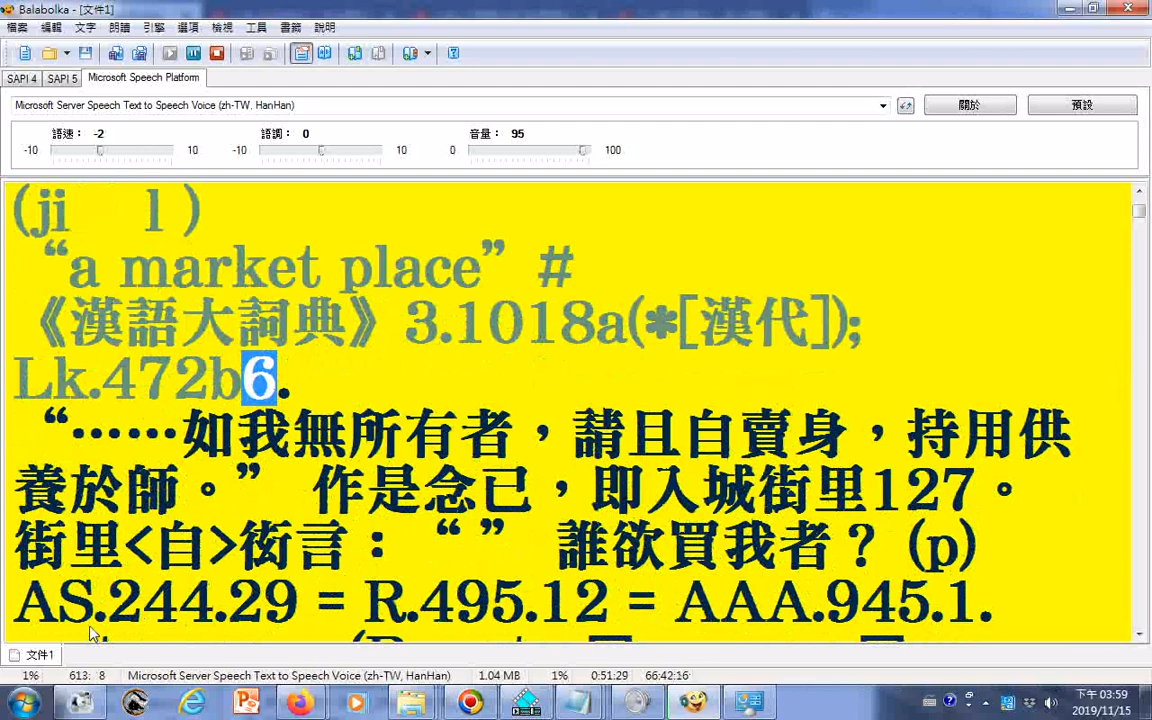 Balabolka - [文件1]
檔案 編輯 文字 朗讀 引擎 選項 檢視 工具 書籤 說明
SAPI 4 SAPI 5 Microsoft Speech Platform
Microsoft Server Speech Text to Speech Voice (zh-TW, HanHan) 關於 預設
語速： -2 語調： 0 音量： 95
-10 10 -10 10 0 100
(ji l )
“a market place” #
《漢語大詞典》 3.1018a(*[漢代]);
Lk.472b6.
“……如我無所有者，請且自賣身，持用供
養於師。” 作是念已，即入城街里127。
街里<自>衒言： “ ” 誰欲買我者？ (p)
AS.244.29 = R.495.12 = AAA.945.1.
文件1
1% 613: 8 Microsoft Server Speech Text to Speech Voice (zh-TW, HanHan) 1.04 MB 1% 0:51:29 66:42:16
下午 03:59
2019/11/15